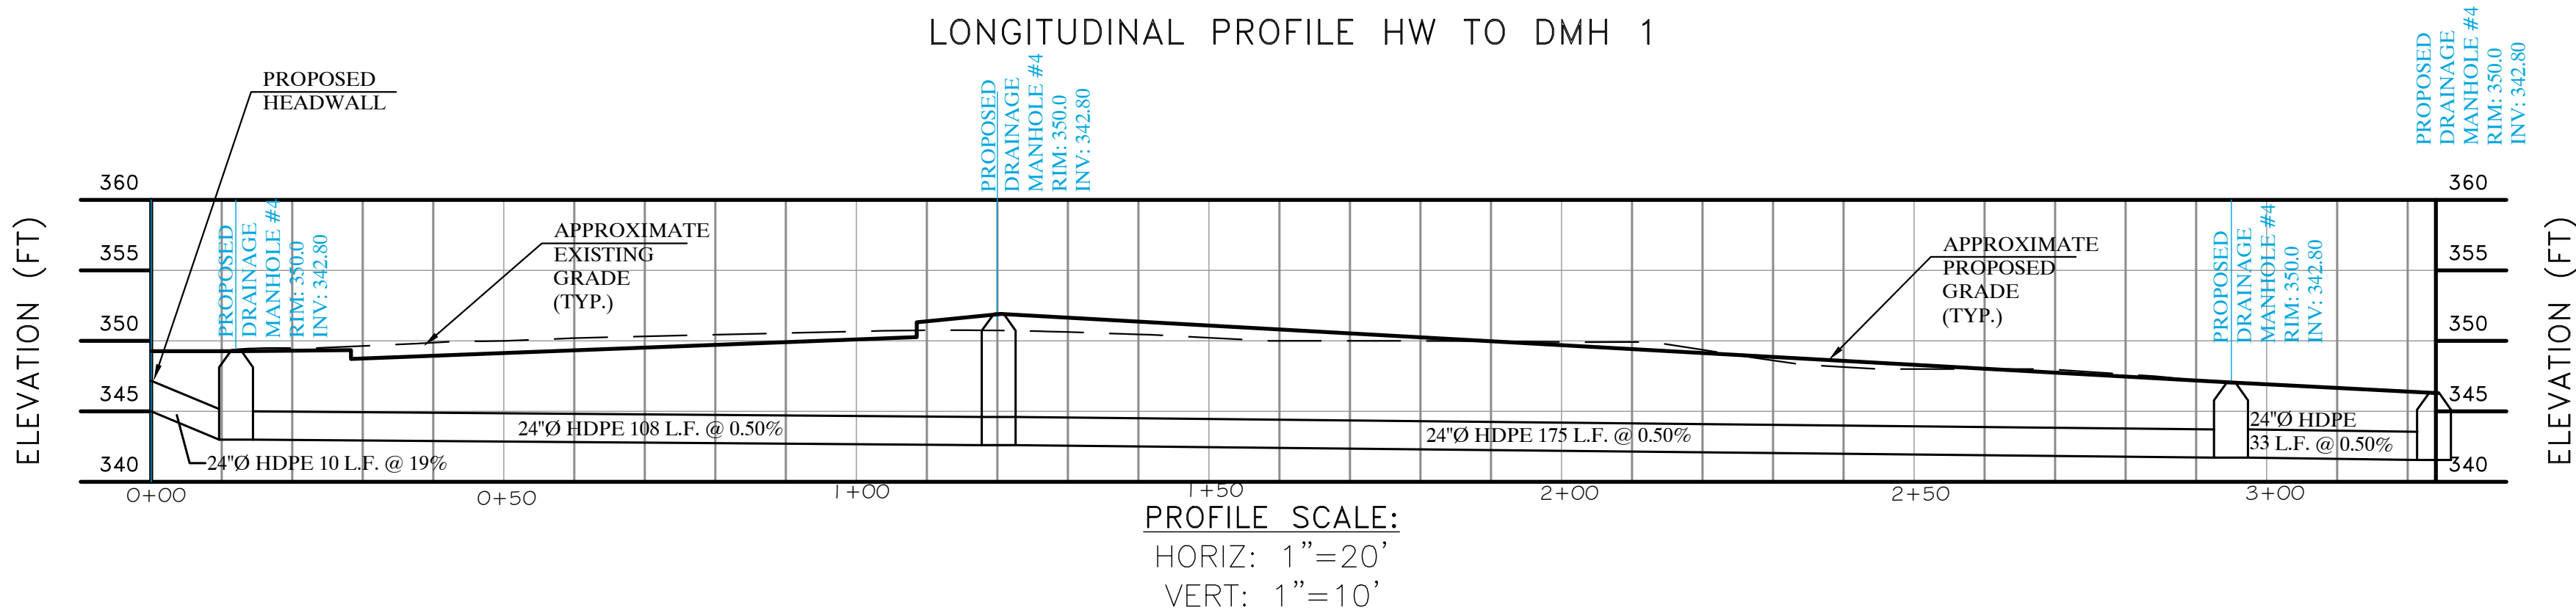 LONGITUDINAL PROFILE HW TO DMH 1
PROPOSED
HEADWALL
PROPOSED
DRAINAGE
MANHOLE #4
RIM: 350.0
INV: 342.80
PROPOSED
DRAINAGE
MANHOLE #4
RIM: 350.0
INV: 342.80
ELEVATION (FT)
360
355
350
345
340
PROPOSED
DRAINAGE
MANHOLE #4
RIM: 350.0
INV: 342.80
APPROXIMATE
EXISTING
GRADE
(TYP.)
APPROXIMATE
PROPOSED
GRADE
(TYP.)
PROPOSED
DRAINAGE
MANHOLE #4
RIM: 350.0
INV: 342.80
360
355
350
345
340
ELEVATION (FT)
24"Ø HDPE 10 L.F. @ 19%
24"Ø HDPE 108 L.F. @ 0.50%
24"Ø HDPE 175 L.F. @ 0.50%
24"Ø HDPE
33 L.F. @ 0.50%
0+00
0+50
1+00
1+50
2+00
2+50
3+00
PROFILE SCALE:
HORIZ: 1"=20'
VERT: 1"=10'